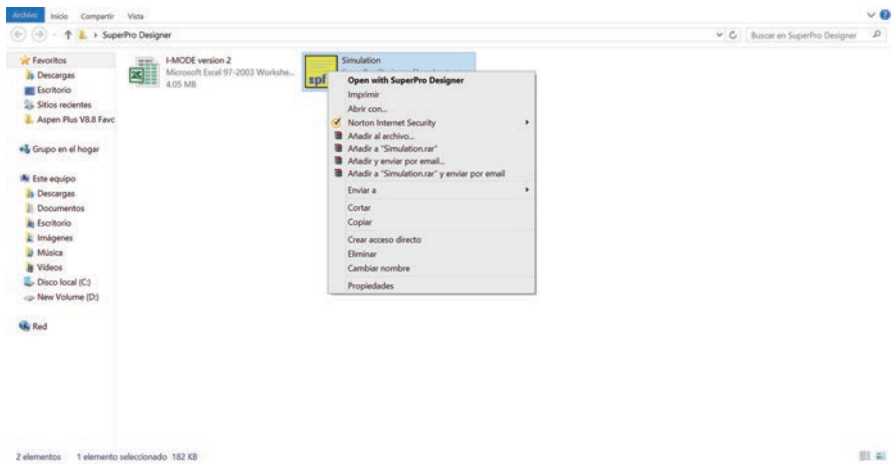 Archivo Inicio Compartir Vista
SuperPro Designer
Buscar en SuperPro Designer
Favoritos
Descargas
Escritorio
Sitios recientes
Aspen Plus V8.8 Favc
Grupo en el hogar
Este equipo
Descargas
Documentos
Escritorio
Imágenes
Música
Vídeos
Disco local (C:)
New Volume (D:)
Red
I-MODE version 2
Microsoft Excel 97-2003 Workshe...
4.05 MB
spf
Simulation
Open with SuperPro Designer
Imprimir
Abrir con...
Norton Internet Security
Añadir al archivo...
Añadir a "Simulation.rar"
Añadir y enviar por email...
Añadir a "Simulation.rar" y enviar por email
Enviar a
Cortar
Copiar
Crear acceso directo
Eliminar
Cambiar nombre
Propiedades
2 elementos 1 elemento seleccionado 182 KB